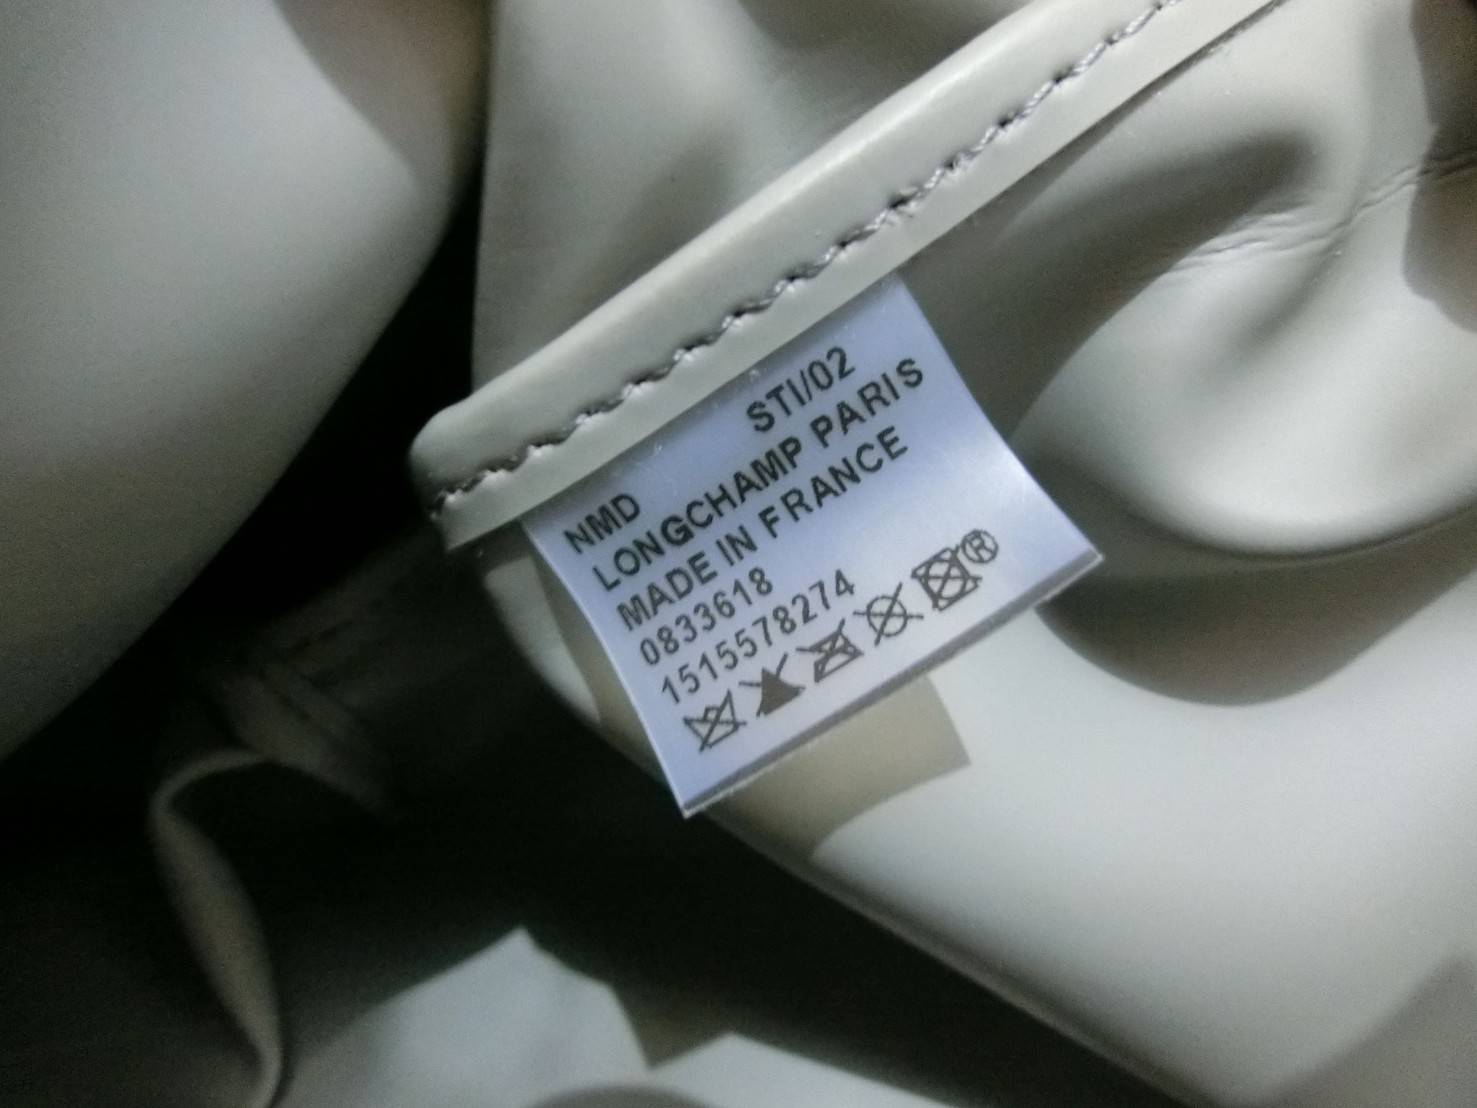 STI/02
NMD
LONGCHAMP PARIS
MADE IN FRANCE
0833618
1515578274
®